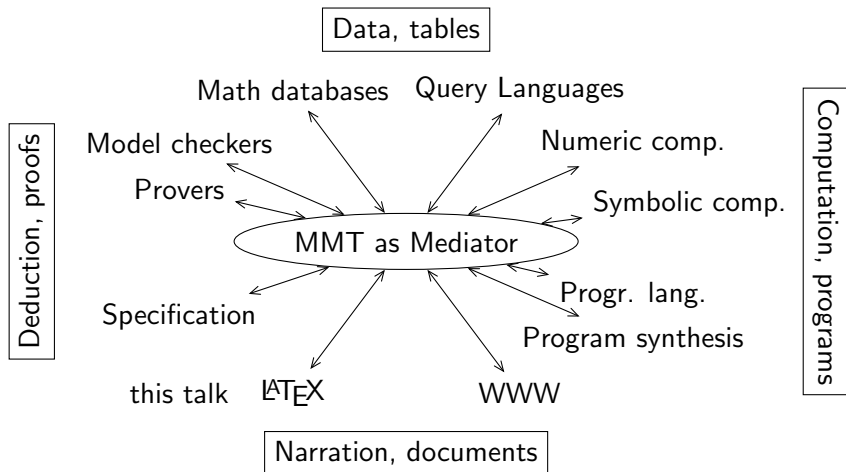 Data, tables
Math databases
Query Languages
Model checkers
Numeric comp.
Provers
Symbolic comp.
Deduction, proofs
MMT as Mediator
Computation, programs
Specification
Progr. lang.
Program synthesis
this talk
LATEX
WWW
Narration, documents